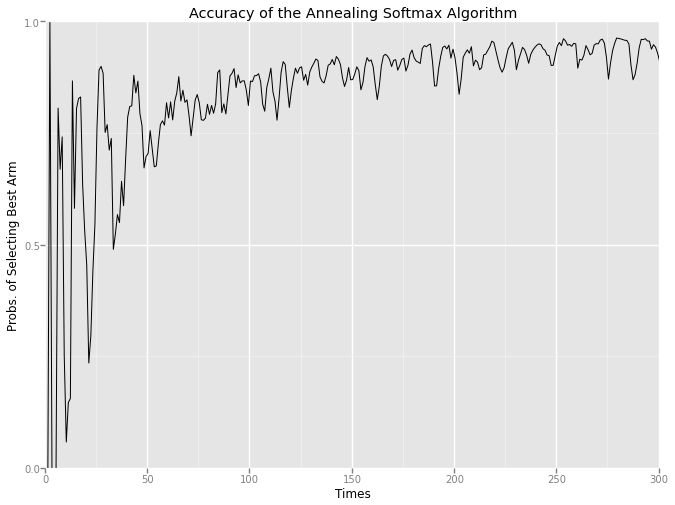 Accuracy of the Annealing Softmax Algorithm
Probs. of Selecting Best Arm
1.0
0.5
0.0
0 50 100 150 200 250 300
Times